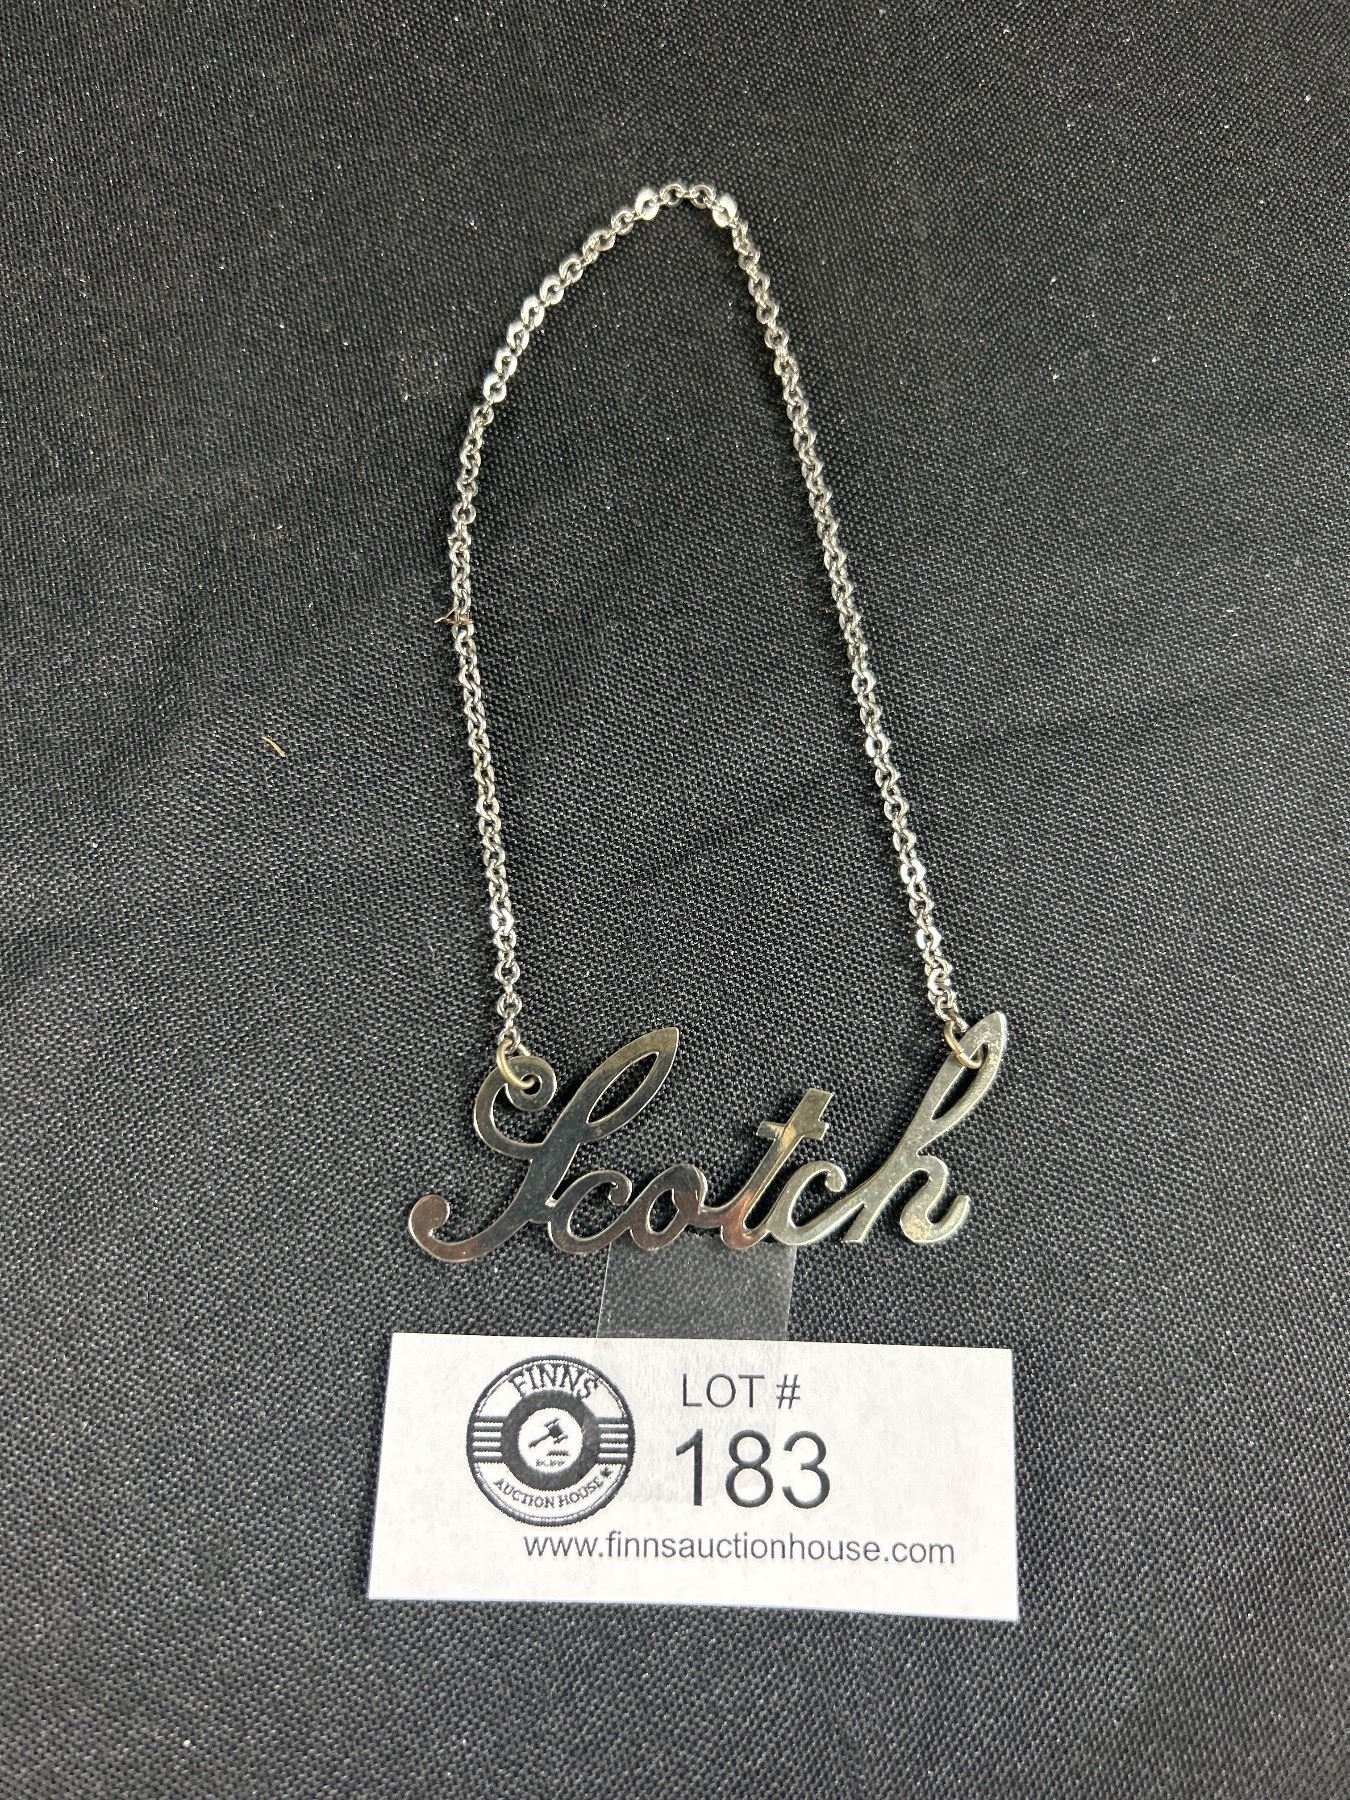 Scotch
FINNS
AUCTION HOUSE
LOT #
183
www.finnsauctionhouse.com